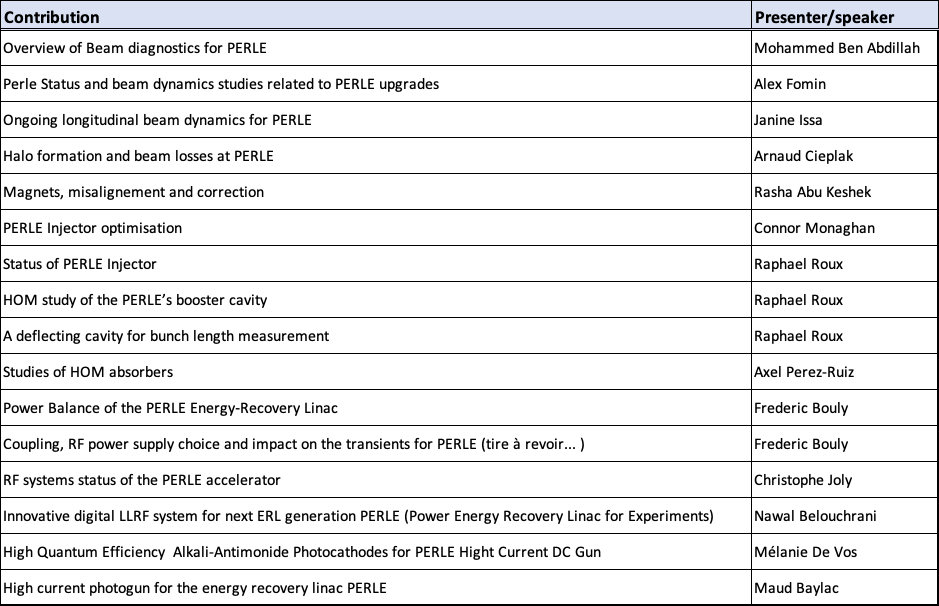 Contribution Presenter/speaker
Overview of Beam diagnostics for PERLE Mohammed Ben Abdillah
Perle Status and beam dynamics studies related to PERLE upgrades Alex Fomin
Ongoing longitudinal beam dynamics for PERLE Janine Issa
Halo formation and beam losses at PERLE Arnaud Cieplak
Magnets, misalignement and correction Rasha Abu Keshek
PERLE Injector optimisation Connor Monaghan
Status of PERLE Injector Raphael Roux
HOM study of the PERLE’s booster cavity Raphael Roux
A deflecting cavity for bunch length measurement Raphael Roux
Studies of HOM absorbers Axel Perez-Ruiz
Power Balance of the PERLE Energy-Recovery Linac Frederic Bouly
Coupling, RF power supply choice and impact on the transients for PERLE (tire à revoir... ) Frederic Bouly
RF systems status of the PERLE accelerator Christophe Joly
Innovative digital LLRF system for next ERL generation PERLE (Power Energy Recovery Linac for Experiments) Nawal Belouchrani
High Quantum Efficiency Alkali-Antimonide Photocathodes for PERLE Hight Current DC Gun Mélanie De Vos
High current photogun for the energy recovery linac PERLE Maud Baylac